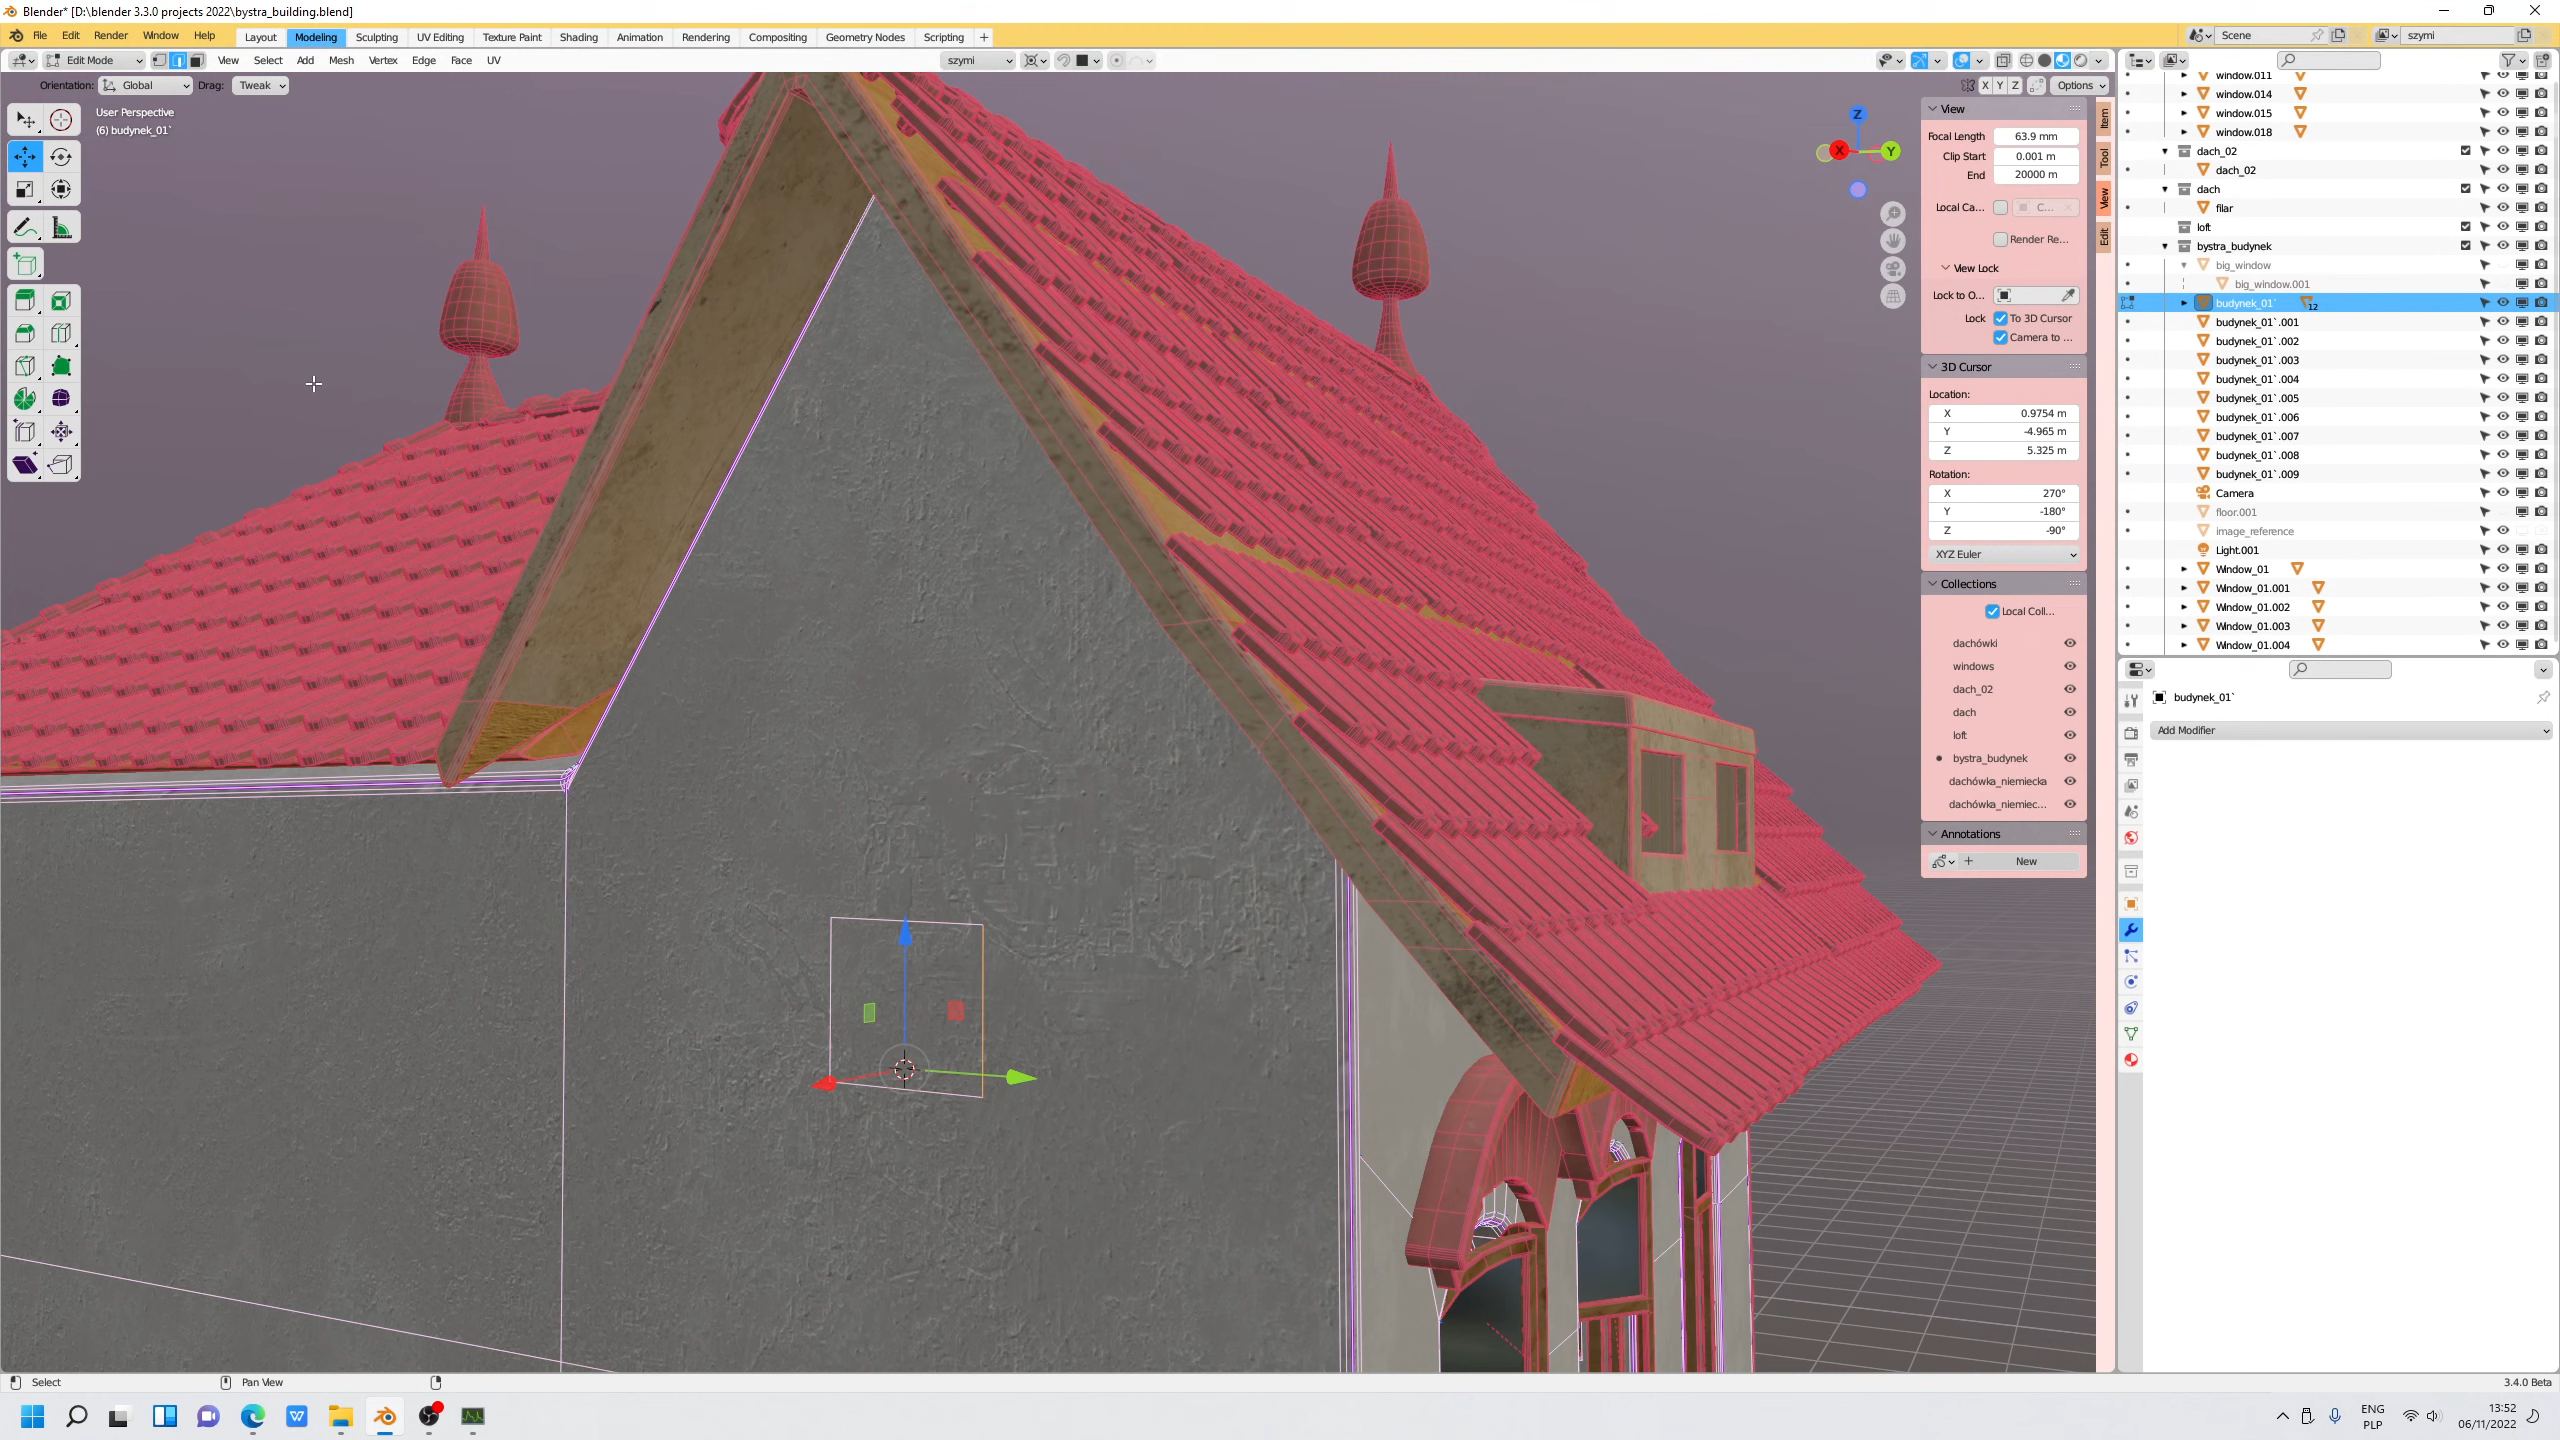 Blender* [D:\blender 3.3.0 projects 2022\bystra_building.blend]
File Edit Render Window Help Layout Modeling Sculpting UV Editing Texture Paint Shading Animation Rendering Compositing Geometry Nodes Scripting + Scene szymi
Edit Mode View Select Add Mesh Vertex Edge Face UV szymi
Orientation: Global Drag: Tweak X Y Z Options
User Perspective
(6) budynek_01`
Z
X
Y
View
Focal Length 63.9 mm
Clip Start 0.001 m
End 20000 m
Local Ca... C...
Render Re...
View Lock
Lock to O...
Lock To 3D Cursor
Camera to ...
3D Cursor
Location:
X 0.9754 m
Y -4.965 m
Z 5.325 m
Rotation:
X 270°
Y -180°
Z -90°
XYZ Euler
Collections
Local Coll...
dachówki
windows
dach_02
dach
loft
bystra_budynek
dachówka_niemiecka
dachówka_niemiec...
Annotations
+ New
Item
Tool
View
Edit
window.011
window.014
window.015
window.018
dach_02
dach_02
dach
filar
loft
bystra_budynek
big_window
big_window.001
budynek_01` 12
budynek_01`.001
budynek_01`.002
budynek_01`.003
budynek_01`.004
budynek_01`.005
budynek_01`.006
budynek_01`.007
budynek_01`.008
budynek_01`.009
Camera
floor.001
image_reference
Light.001
Window_01
Window_01.001
Window_01.002
Window_01.003
Window_01.004
budynek_01`
Add Modifier
Select Pan View 3.4.0 Beta
ENG
PLP
13:52
06/11/2022